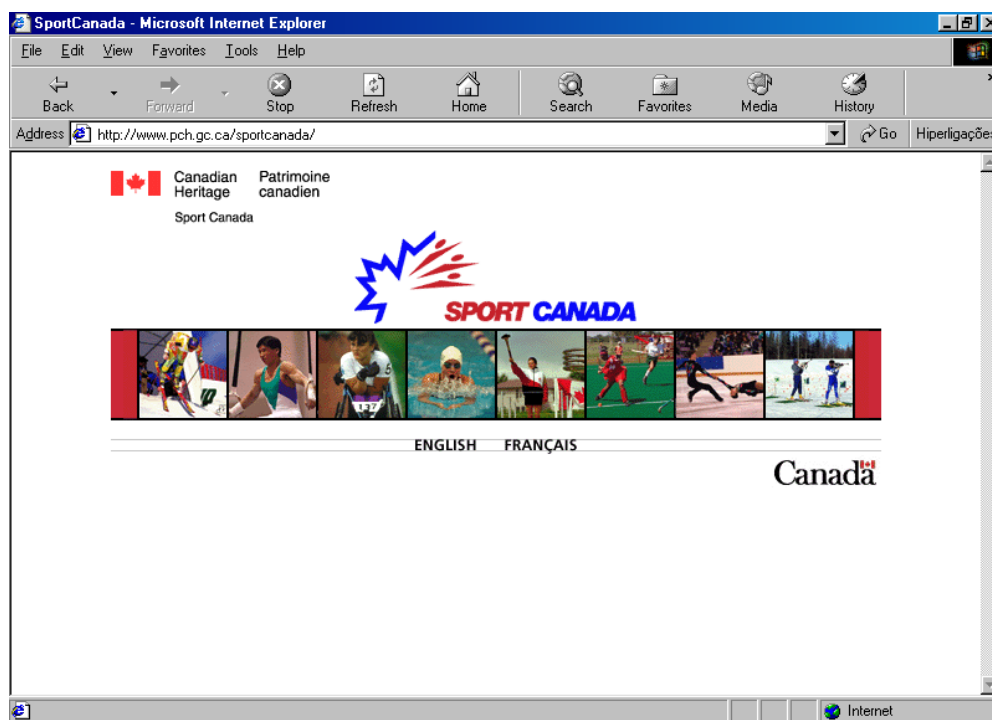 SportCanada - Microsoft Internet Explorer
File Edit View Favorites Tools Help
Back Forward Stop Refresh Home Search Favorites Media History
Address http://www.pch.gc.ca/sportcanada/ Go Hiperligações
Canadian Patrimoine
Heritage canadien
Sport Canada
SPORT CANADA
5
137
ENGLISH FRANÇAIS
Canada
Internet